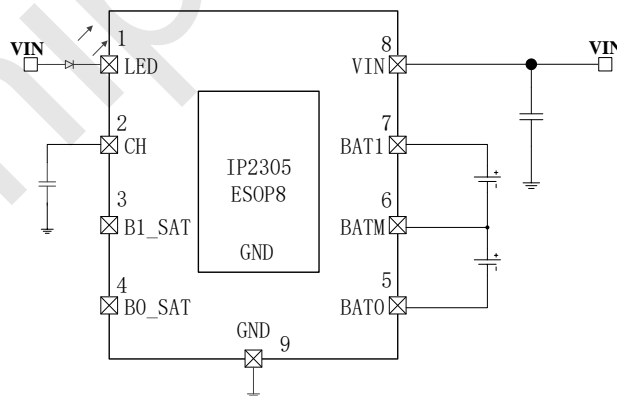 VIN
1
LED
2
CH
3
B1_SAT
4
B0_SAT
IP2305
ESOP8
GND
GND
9
8
VIN
VIN
7
BAT1
+
6
BATM
+
5
BAT0